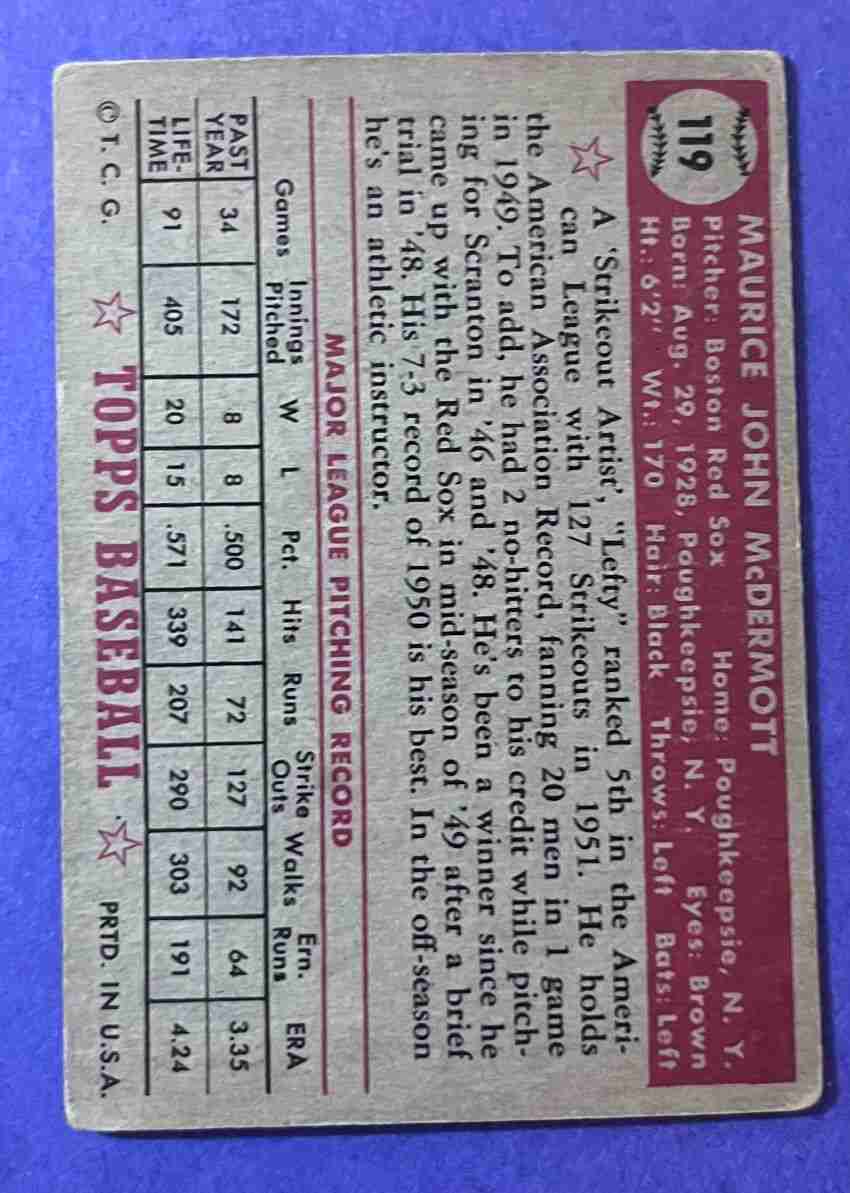 119
MAURICE JOHN McDERMOTT
Pitcher: Boston Red Sox Home: Poughkeepsie, N. Y.
Born: Aug. 29, 1928, Poughkeepsie, N. Y. Eyes: Brown
Ht.: 6'2" Wt.: 170 Hair: Black Throws: Left Bats: Left
A 'Strikeout Artist', "Lefty" ranked 5th in the Ameri-
can League with 127 Strikeouts in 1951. He holds
the American Association Record, fanning 20 men in 1 game
in 1949. To add, he had 2 no-hitters to his credit while pitch-
ing for Scranton in '46 and '48. He's been a winner since he
came up with the Red Sox in mid-season of '49 after a brief
trial in '48. His 7-3 record of 1950 is his best. In the off-season
he's an athletic instructor.
MAJOR LEAGUE PITCHING RECORD
Games Innings Pitched W L Pct. Hits Runs Strike Outs Walks Ern. Runs ERA
PAST YEAR 34 172 8 8 .500 141 72 127 92 64 3.35
LIFE-TIME 91 405 20 15 .571 339 207 290 303 191 4.24
© T. C. G. TOPPS BASEBALL PRTD. IN U.S.A.